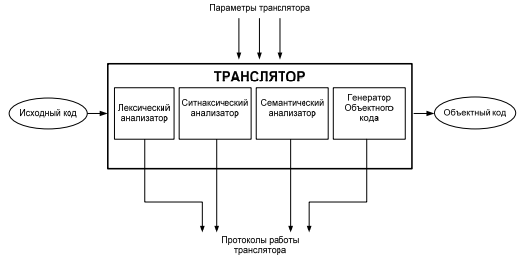 Параметры транслятора
ТРАНСЛЯТОР
Лексический
анализатор
Ситнаксический
анализатор
Семантический
анализатор
Генератор
Объектного
кода
Исходный код
Объектный код
Протоколы работы
транслятора